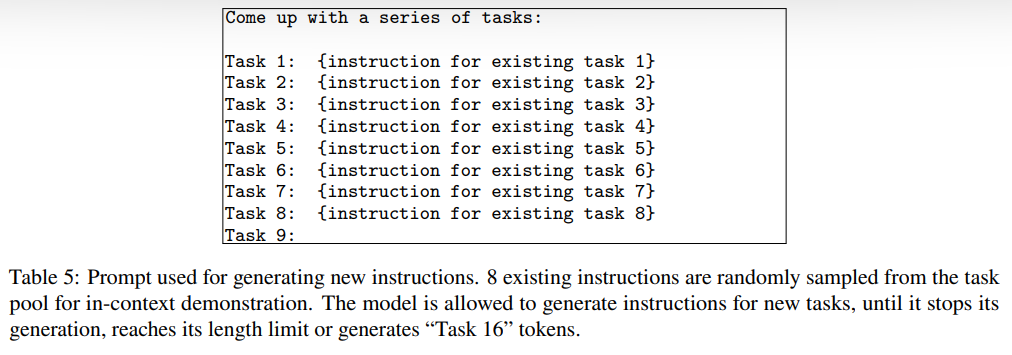 Come up with a series of tasks:
Task 1: {instruction for existing task 1}
Task 2: {instruction for existing task 2}
Task 3: {instruction for existing task 3}
Task 4: {instruction for existing task 4}
Task 5: {instruction for existing task 5}
Task 6: {instruction for existing task 6}
Task 7: {instruction for existing task 7}
Task 8: {instruction for existing task 8}
Task 9:
Table 5: Prompt used for generating new instructions. 8 existing instructions are randomly sampled from the task
pool for in-context demonstration. The model is allowed to generate instructions for new tasks, until it stops its
generation, reaches its length limit or generates “Task 16” tokens.